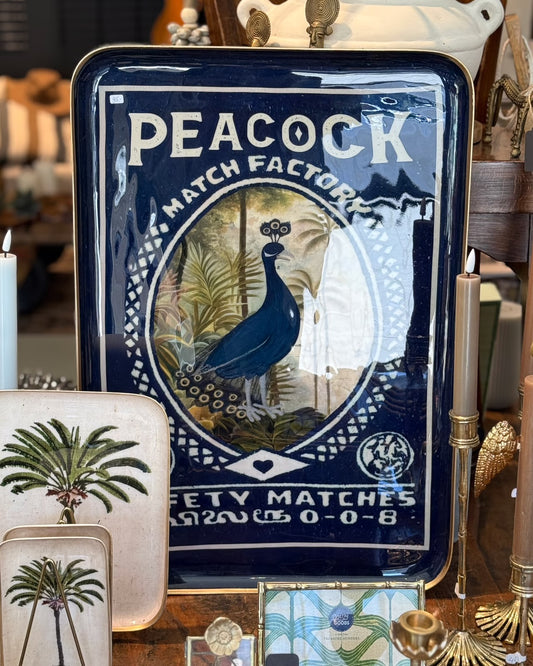 PEACOCK
MATCH FACTORY
FETY MATCHES
0-0-8